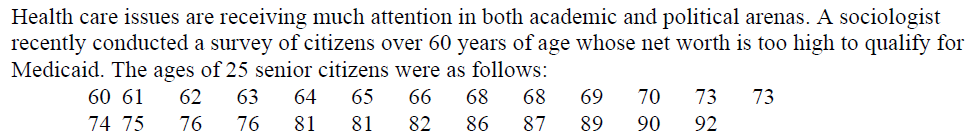 Health care issues are receiving much attention in both academic and political arenas. A sociologist
recently conducted a survey of citizens over 60 years of age whose net worth is too high to qualify for
Medicaid. The ages of 25 senior citizens were as follows:
60 61 62 63 64 65 66 68 68 69 70 73 73
74 75 76 76 81 81 82 86 87 89 90 92